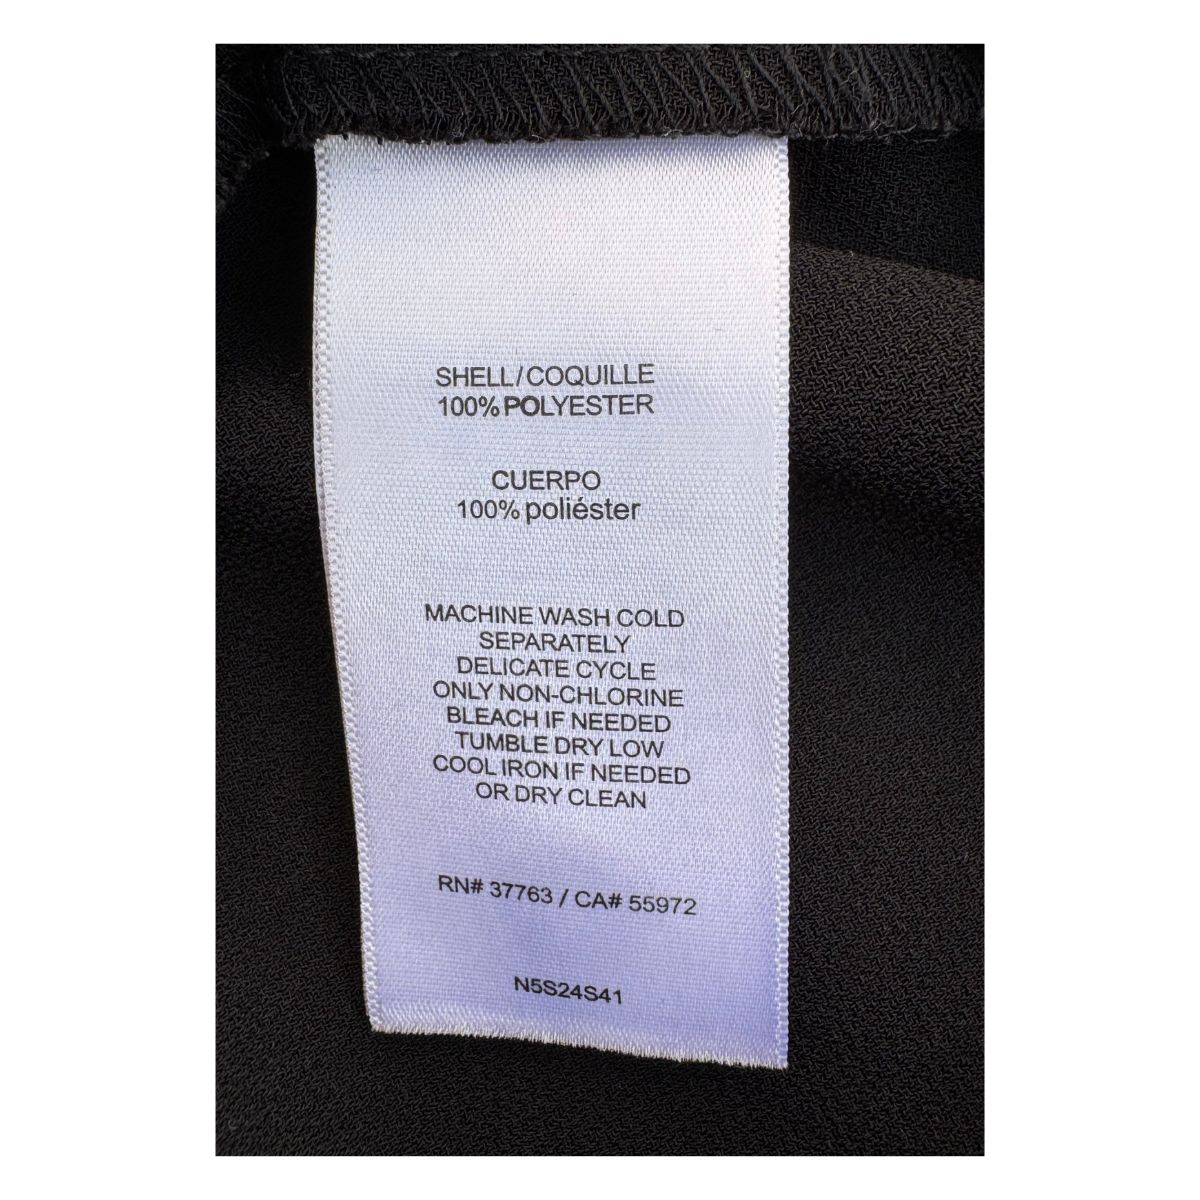 SHELL/COQUILLE
100% POLYESTER
CUERPO
100% poliéster
MACHINE WASH COLD
SEPARATELY
DELICATE CYCLE
ONLY NON-CHLORINE
BLEACH IF NEEDED
TUMBLE DRY LOW
COOL IRON IF NEEDED
OR DRY CLEAN
RN# 37763 / CA# 55972
N5S24S41